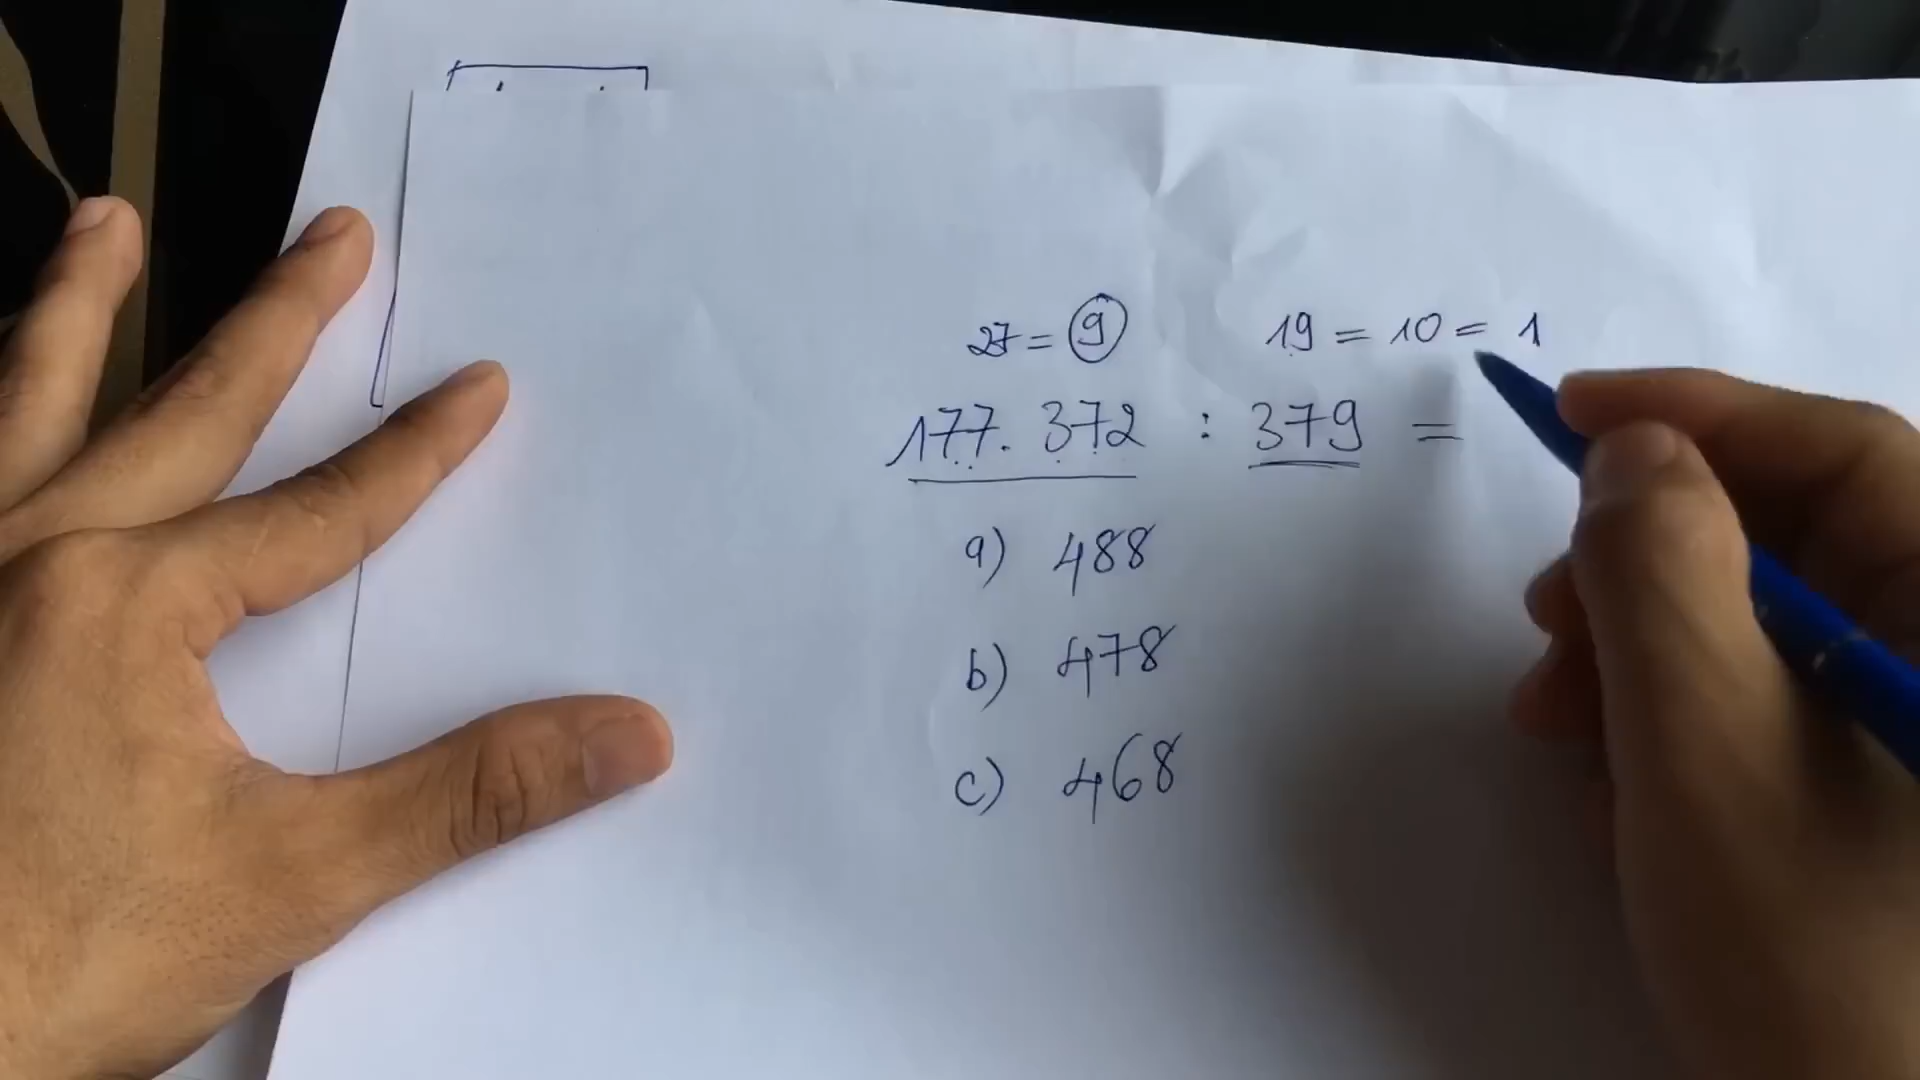 27 = 9 19 = 10 = 1
177.372 : 379 =
a) 488
b) 478
c) 468